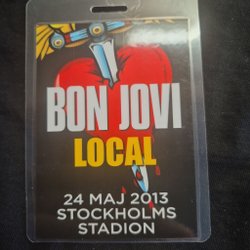 BON JOVI
LOCAL
24 MAJ 2013
STOCKHOLMS
STADION